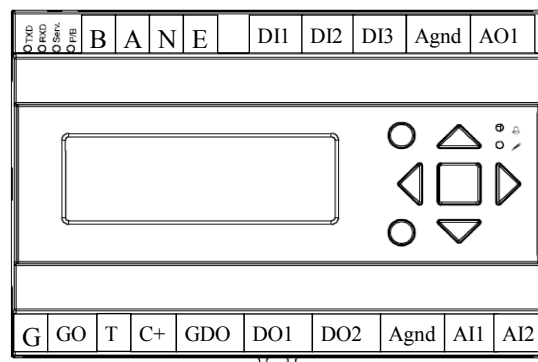 TXD
RXD
Serv.
P/B
B A N E DI1 DI2 DI3 Agnd AO1
G GO T C+ GDO DO1 DO2 Agnd AI1 AI2